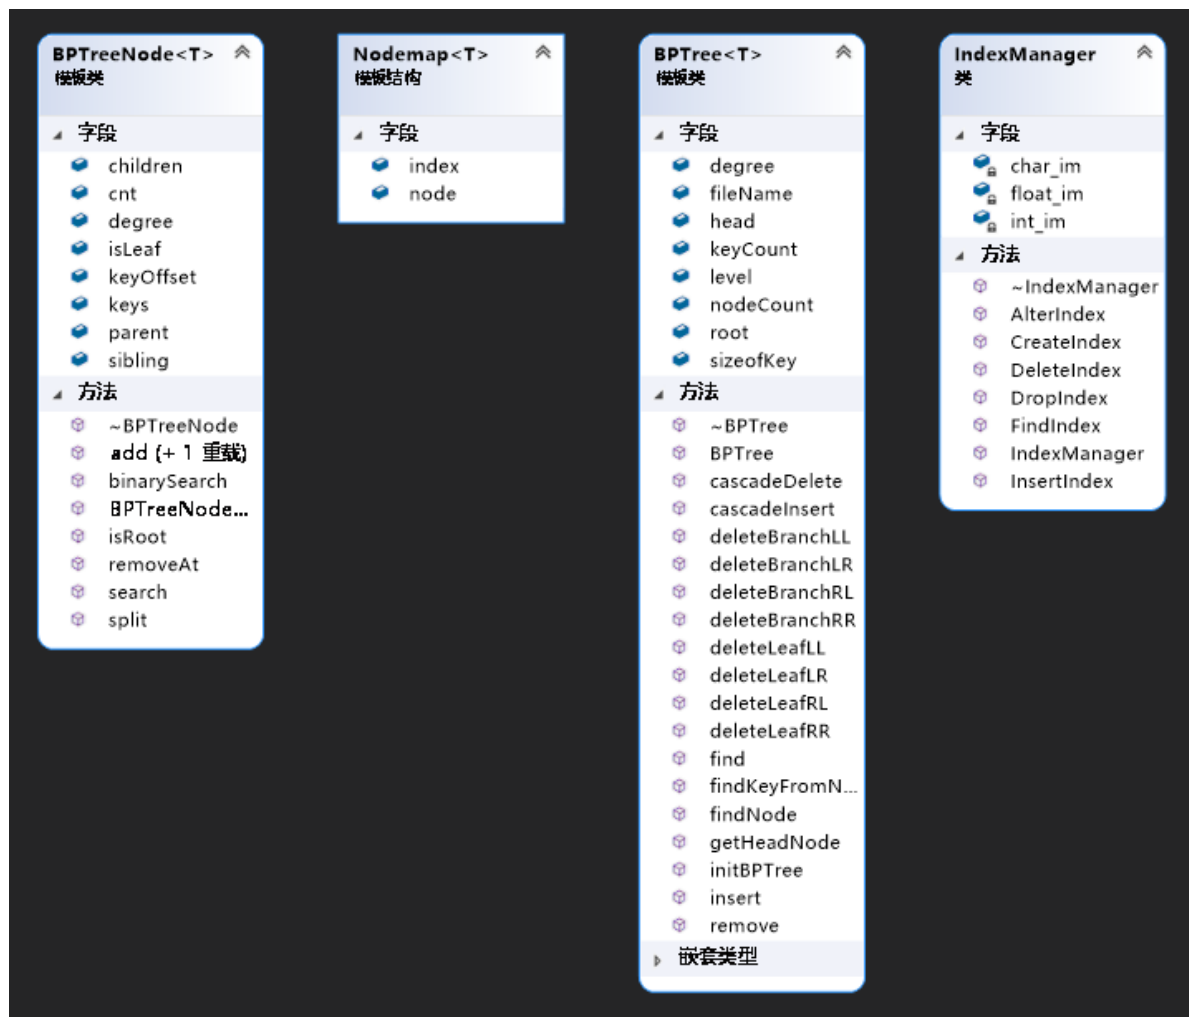 BPTreeNode<T>
模板类
字段
children
cnt
degree
isLeaf
keyOffset
keys
parent
sibling
方法
~BPTreeNode
add (+ 1 重载)
binarySearch
BPTreeNode...
isRoot
removeAt
search
split
Nodemap<T>
模板结构
字段
index
node
BPTree<T>
模板类
字段
degree
fileName
head
keyCount
level
nodeCount
root
sizeofKey
方法
~BPTree
BPTree
cascadeDelete
cascadeInsert
deleteBranchLL
deleteBranchLR
deleteBranchRL
deleteBranchRR
deleteLeafLL
deleteLeafLR
deleteLeafRL
deleteLeafRR
find
findKeyFromN...
findNode
getHeadNode
initBPTree
insert
remove
嵌套类型
IndexManager
类
字段
char_im
float_im
int_im
方法
~IndexManager
AlterIndex
CreateIndex
DeleteIndex
DropIndex
FindIndex
IndexManager
InsertIndex